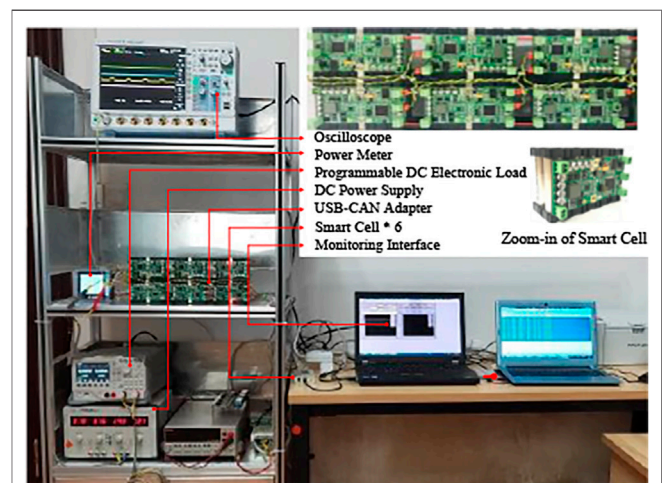 Oscilloscope
Power Meter
Programmable DC Electronic Load
DC Power Supply
USB-CAN Adapter
Smart Cell * 6
Monitoring Interface
Zoom-in of Smart Cell